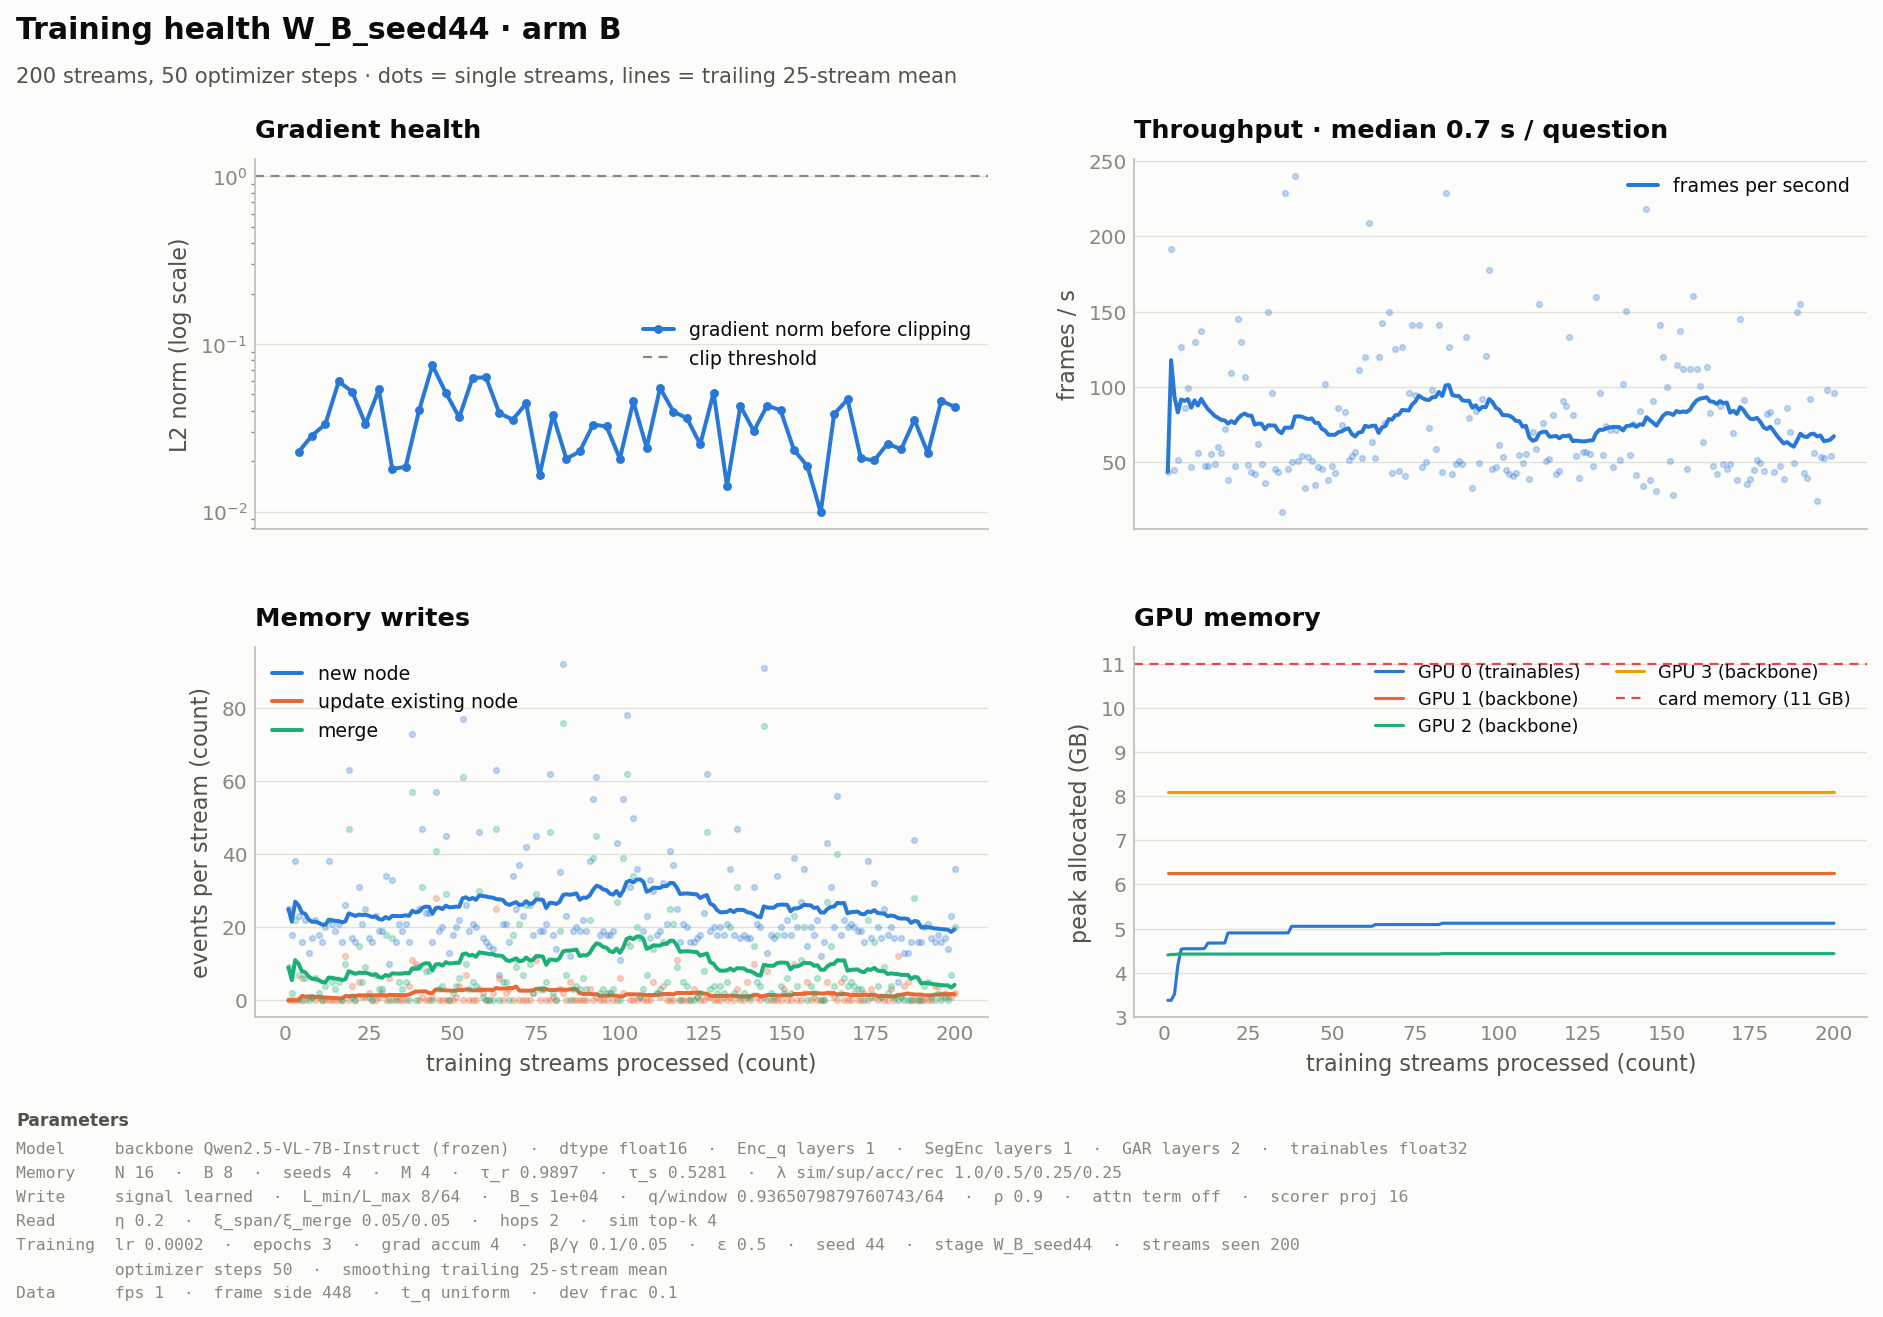 Training health W_B_seed44 · arm B
200 streams, 50 optimizer steps · dots = single streams, lines = trailing 25-stream mean
Gradient health
L2 norm (log scale)
10⁰
10⁻¹
10⁻²
gradient norm before clipping
clip threshold
Throughput · median 0.7 s / question
frames / s
250
200
150
100
50
frames per second
Memory writes
events per stream (count)
80
60
40
20
0
new node
update existing node
merge
0 25 50 75 100 125 150 175 200
training streams processed (count)
GPU memory
peak allocated (GB)
11
10
9
8
7
6
5
4
3
GPU 0 (trainables)
GPU 1 (backbone)
GPU 2 (backbone)
GPU 3 (backbone)
card memory (11 GB)
0 25 50 75 100 125 150 175 200
training streams processed (count)
Parameters
Model backbone Qwen2.5-VL-7B-Instruct (frozen) · dtype float16 · Enc_q layers 1 · SegEnc layers 1 · GAR layers 2 · trainables float32
Memory N 16 · B 8 · seeds 4 · M 4 · τ_r 0.9897 · τ_s 0.5281 · λ sim/sup/acc/rec 1.0/0.5/0.25/0.25
Write signal learned · L_min/L_max 8/64 · B_s 1e+04 · q/window 0.9365079879760743/64 · ρ 0.9 · attn term off · scorer proj 16
Read η 0.2 · ξ_span/ξ_merge 0.05/0.05 · hops 2 · sim top-k 4
Training lr 0.0002 · epochs 3 · grad accum 4 · β/γ 0.1/0.05 · ε 0.5 · seed 44 · stage W_B_seed44 · streams seen 200
optimizer steps 50 · smoothing trailing 25-stream mean
Data fps 1 · frame side 448 · t_q uniform · dev frac 0.1